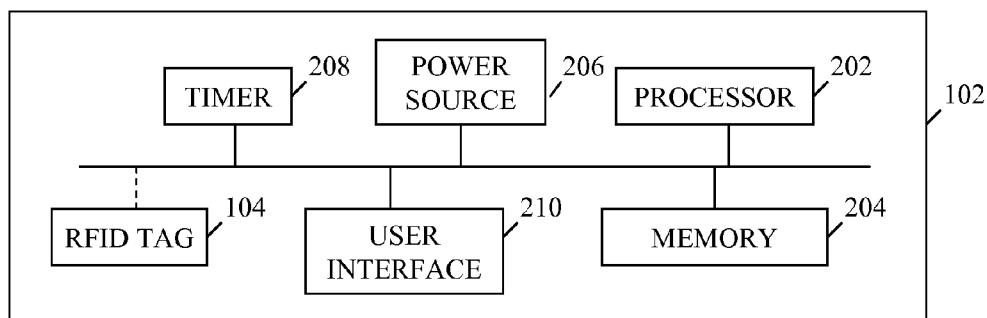 POWER
SOURCE
206
208
TIMER
202
PROCESSOR
102
104
RFID TAG
210
USER
INTERFACE
204
MEMORY